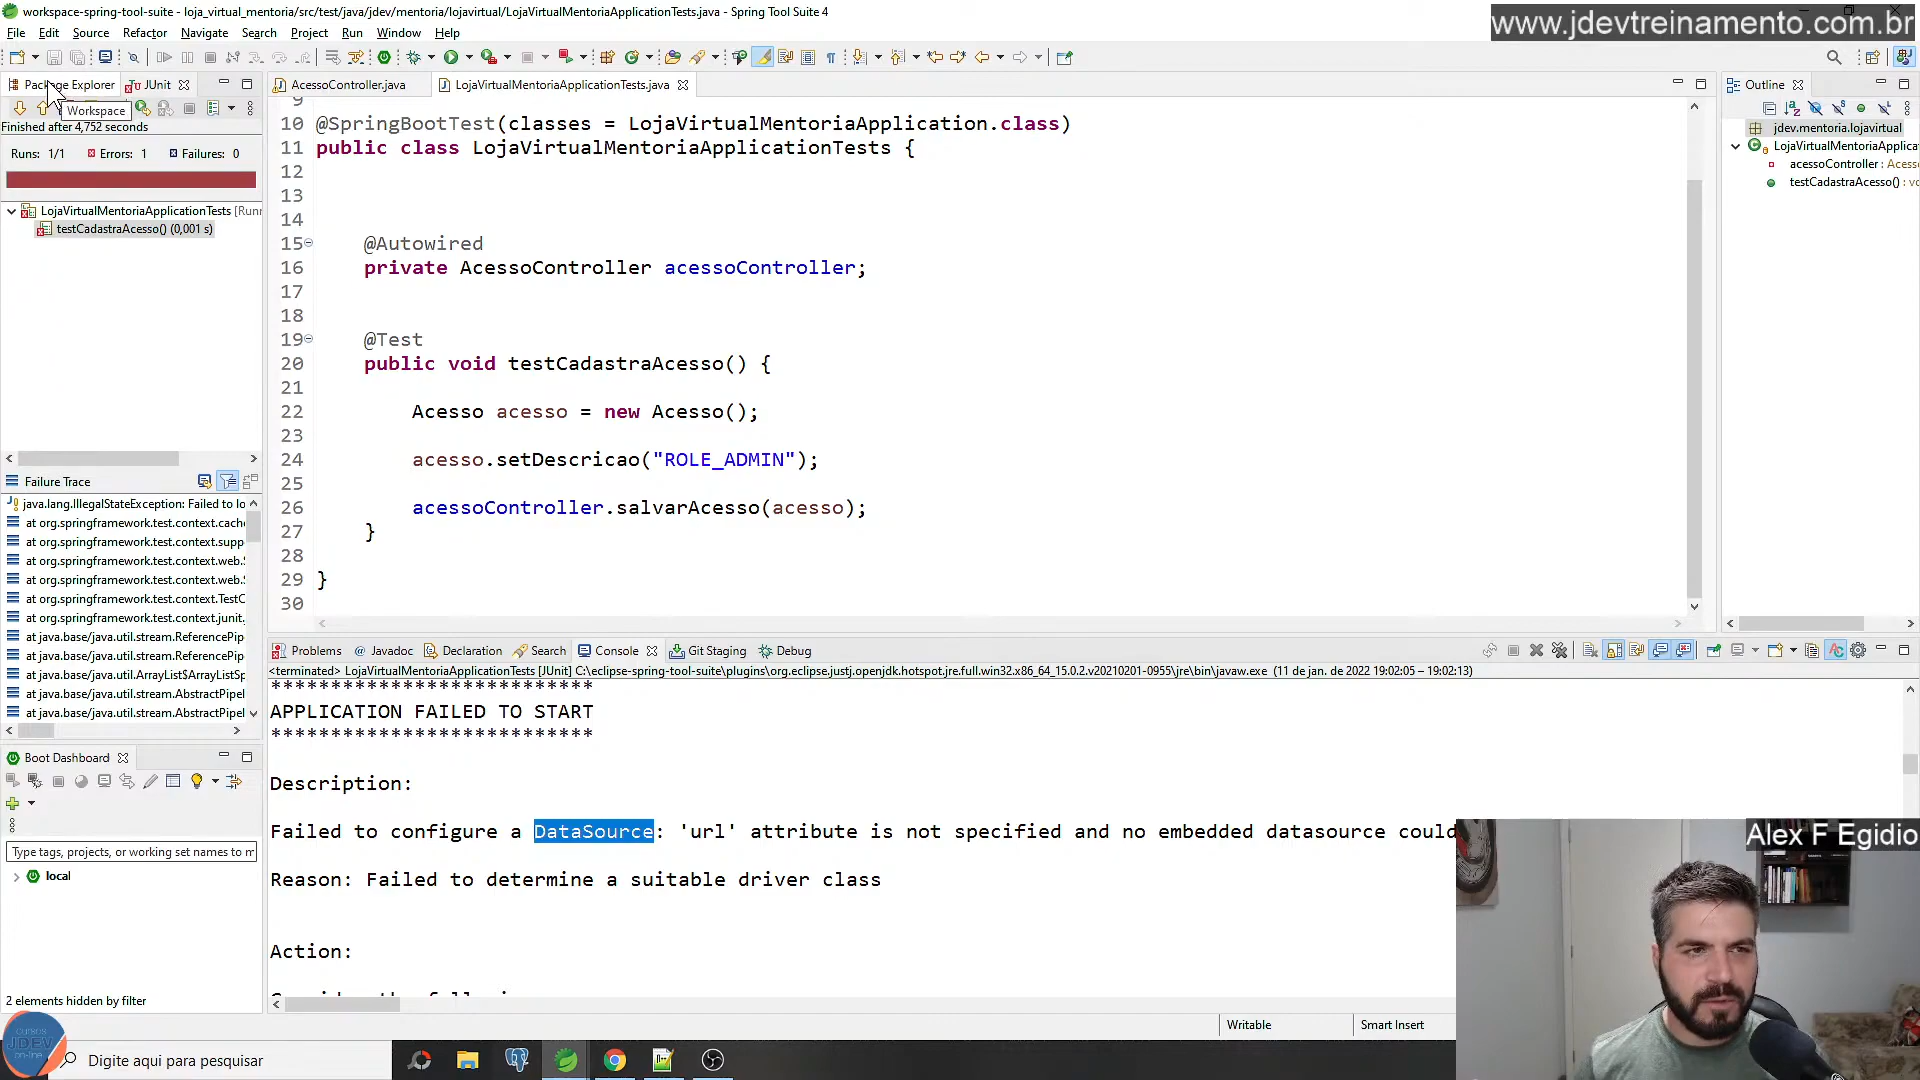 workspace-spring-tool-suite - loja_virtual_mentoria/src/test/java/jdev/mentoria/lojavirtual/LojaVirtualMentoriaApplicationTests.java - Spring Tool Suite 4
www.jdevtreinamento.com.br
File Edit Source Refactor Navigate Search Project Run Window Help
Package Explorer JUnit
Workspace
Finished after 4,752 seconds
Runs: 1/1 Errors: 1 Failures: 0
LojaVirtualMentoriaApplicationTests [Runr
testCadastraAcesso() (0,001 s)
Failure Trace
java.lang.IllegalStateException: Failed to lo
at org.springframework.test.context.cache
at org.springframework.test.context.supp
at org.springframework.test.context.web.S
at org.springframework.test.context.web.S
at org.springframework.test.context.TestC
at org.springframework.test.context.junit.
at java.base/java.util.stream.ReferencePip
at java.base/java.util.stream.ReferencePip
at java.base/java.util.ArrayList$ArrayListSp
at java.base/java.util.stream.AbstractPipel
at java.base/java.util.stream.AbstractPipel
Boot Dashboard
Type tags, projects, or working set names to m
local
2 elements hidden by filter
AcessoController.java LojaVirtualMentoriaApplicationTests.java
9
10 @SpringBootTest(classes = LojaVirtualMentoriaApplication.class)
11 public class LojaVirtualMentoriaApplicationTests {
12
13
14
15 @Autowired
16 private AcessoController acessoController;
17
18
19 @Test
20 public void testCadastraAcesso() {
21
22 Acesso acesso = new Acesso();
23
24 acesso.setDescricao("ROLE_ADMIN");
25
26 acessoController.salvarAcesso(acesso);
27 }
28
29 }
30
Outline
jdev.mentoria.lojavirtual
LojaVirtualMentoriaApplica
acessoController : Acess
testCadastraAcesso() : vo
Problems Javadoc Declaration Search Console Git Staging Debug
<terminated> LojaVirtualMentoriaApplicationTests [JUnit] C:\eclipse-spring-tool-suite\plugins\org.eclipse.justj.openjdk.hotspot.jre.full.win32.x86_64_15.0.2.v20210201-0955\jre\bin\javaw.exe (11 de jan. de 2022 19:02:05 – 19:02:13)
***************************
APPLICATION FAILED TO START
***************************
Description:
Failed to configure a DataSource: 'url' attribute is not specified and no embedded datasource could
Reason: Failed to determine a suitable driver class
Action:
Alex F Egidio
Writable Smart Insert
cursos
JDEV
on-line
Digite aqui para pesquisar